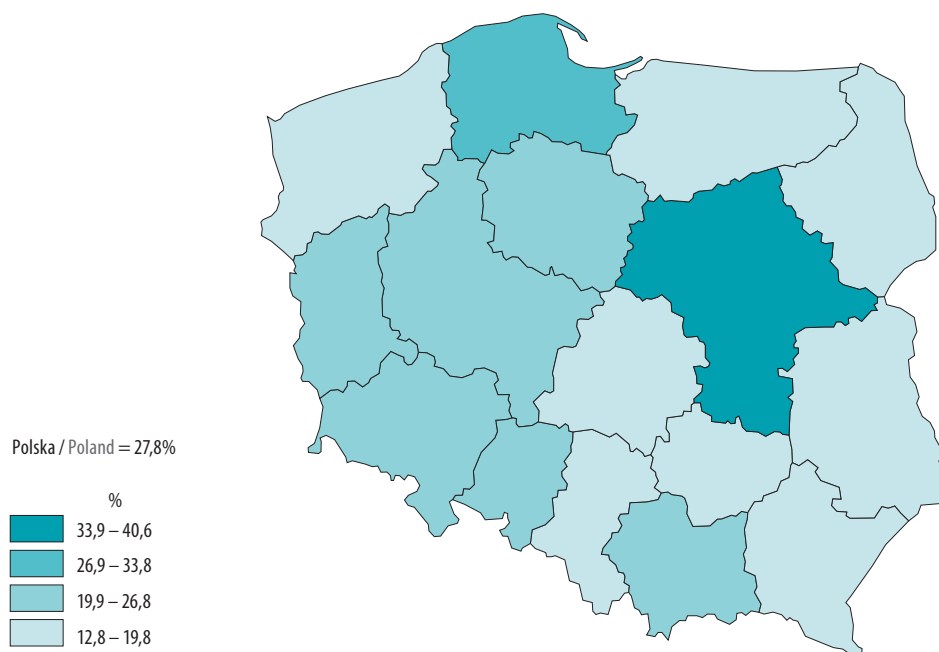 Polska / Poland = 27,8%
%
33,9 – 40,6
26,9 – 33,8
19,9 – 26,8
12,8 – 19,8